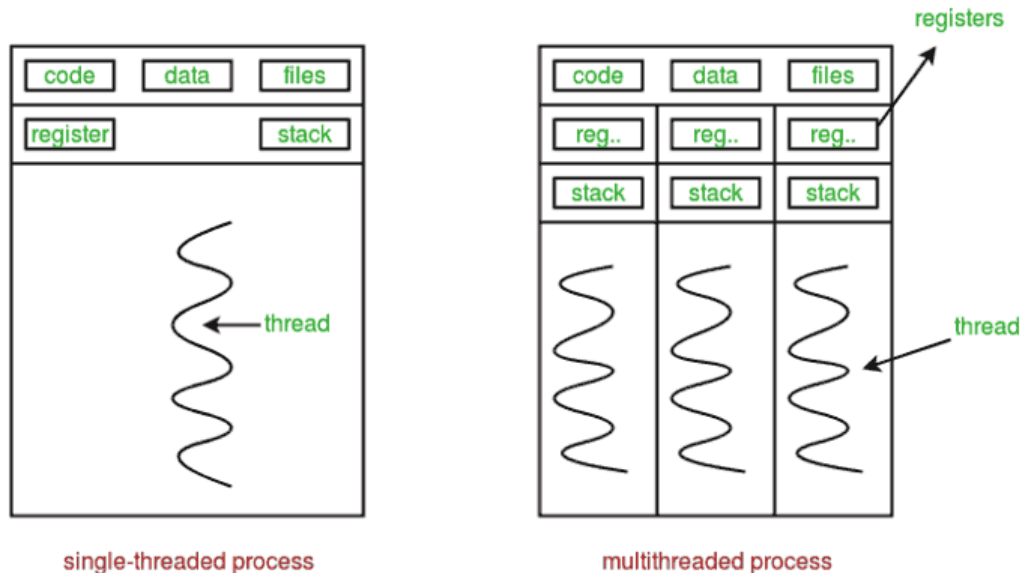 registers
code data files
register stack
thread
single-threaded process
code data files
reg.. reg.. reg..
stack stack stack
thread
multithreaded process